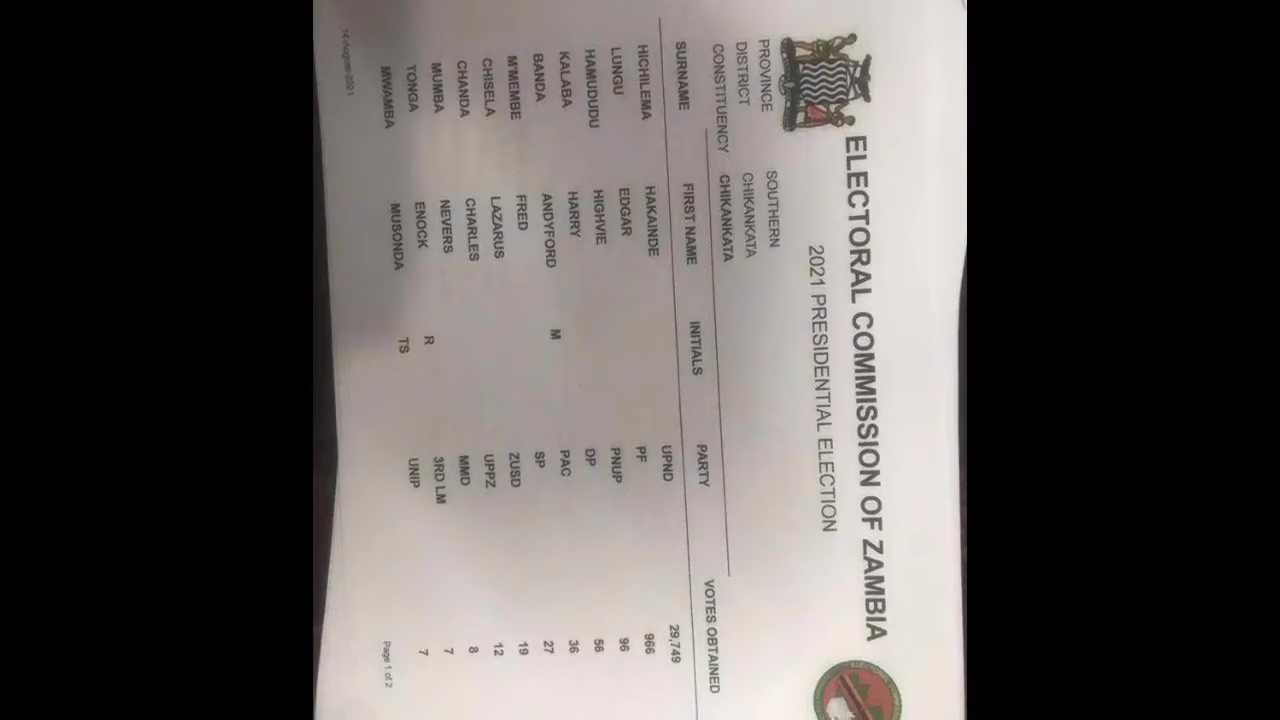 ELECTORAL COMMISSION OF ZAMBIA
2021 PRESIDENTIAL ELECTION
PROVINCE SOUTHERN
DISTRICT CHIKANKATA
CONSTITUENCY CHIKANKATA
SURNAME FIRST NAME INITIALS PARTY VOTES OBTAINED
HICHILEMA HAKAINDE UPND 29,749
LUNGU EDGAR PF 966
HAMUDUDU HIGHVIE PNUP 96
KALABA HARRY DP 56
BANDA ANDYFORD M PAC 36
M'MEMBE FRED SP 27
CHISELA LAZARUS ZUSD 19
CHANDA CHARLES UPPZ 12
MUMBA NEVERS MMD 8
TONGA ENOCK R 3RD LM 7
MWAMBA MUSONDA TS UNIP 7
14 August 2021 Page 1 of 2